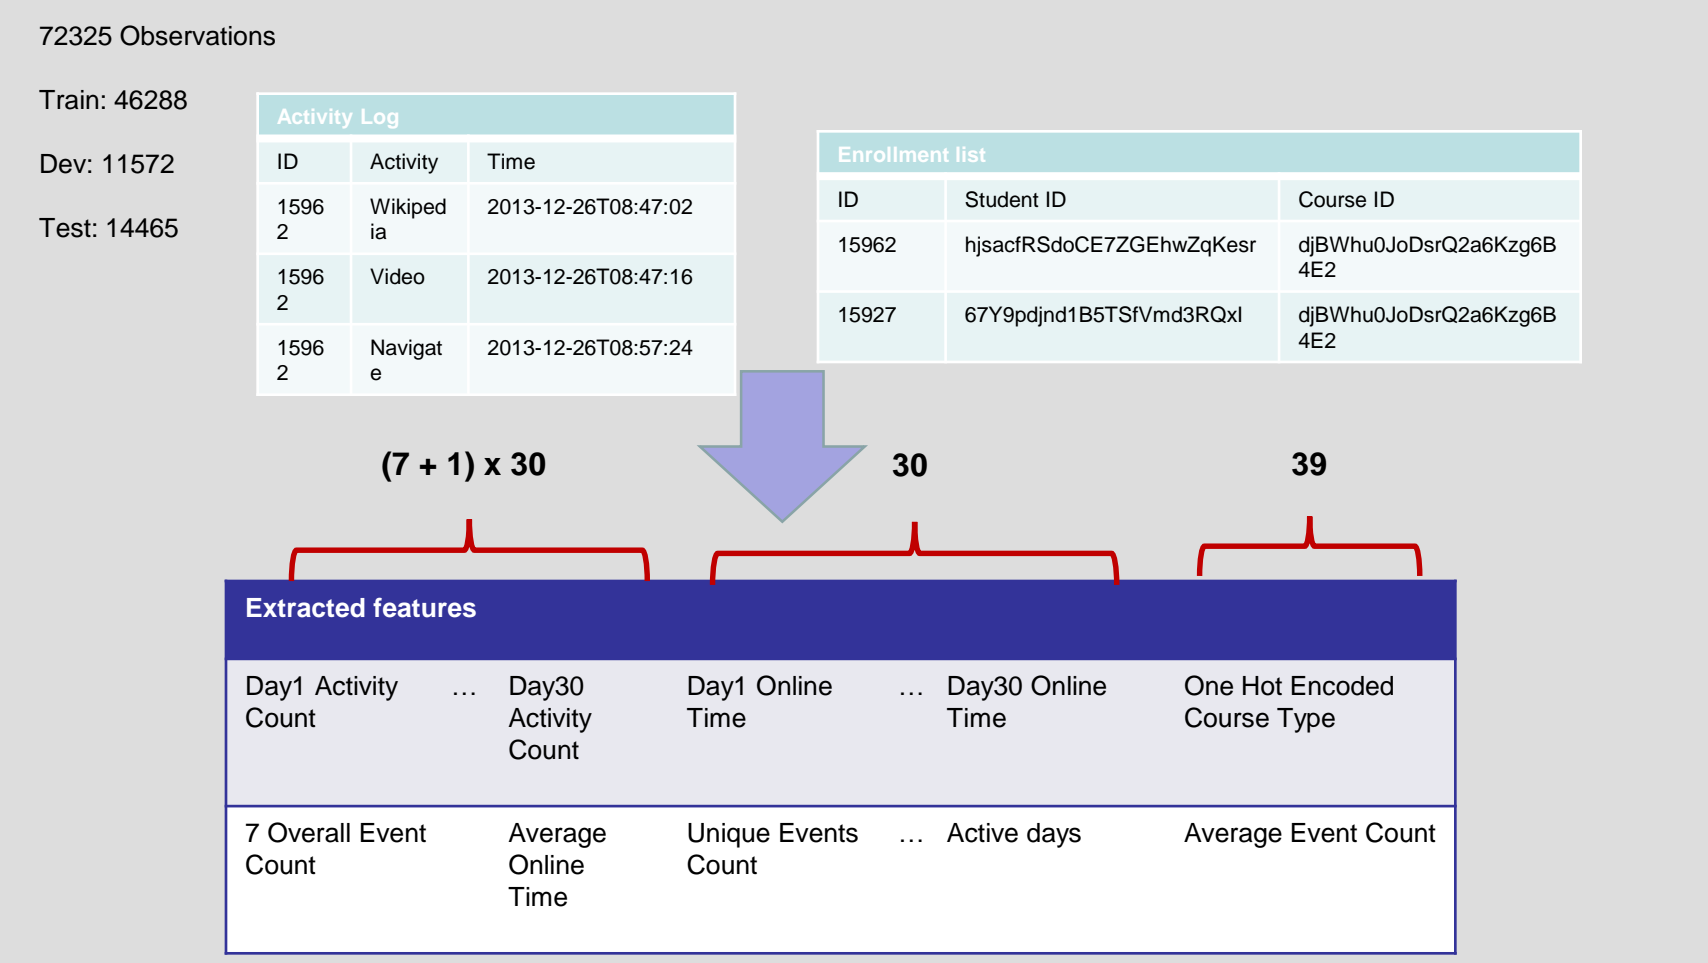 72325 Observations
Train: 46288
Dev: 11572
Test: 14465
Activity Log
ID Activity Time
1596
2 Wikiped
ia 2013-12-26T08:47:02
1596
2 Video 2013-12-26T08:47:16
1596
2 Navigat
e 2013-12-26T08:57:24
Enrollment list
ID Student ID Course ID
15962 hjsacfRSdoCE7ZGEhwZqKesr djBWhu0JoDsrQ2a6Kzg6B
4E2
15927 67Y9pdjnd1B5TSfVmd3RQxI djBWhu0JoDsrQ2a6Kzg6B
4E2
(7 + 1) x 30
30
39
Extracted features
Day1 Activity
Count
…
Day30
Activity
Count
Day1 Online
Time
…
Day30 Online
Time
One Hot Encoded
Course Type
7 Overall Event
Count
Average
Online
Time
Unique Events
Count
…
Active days
Average Event Count